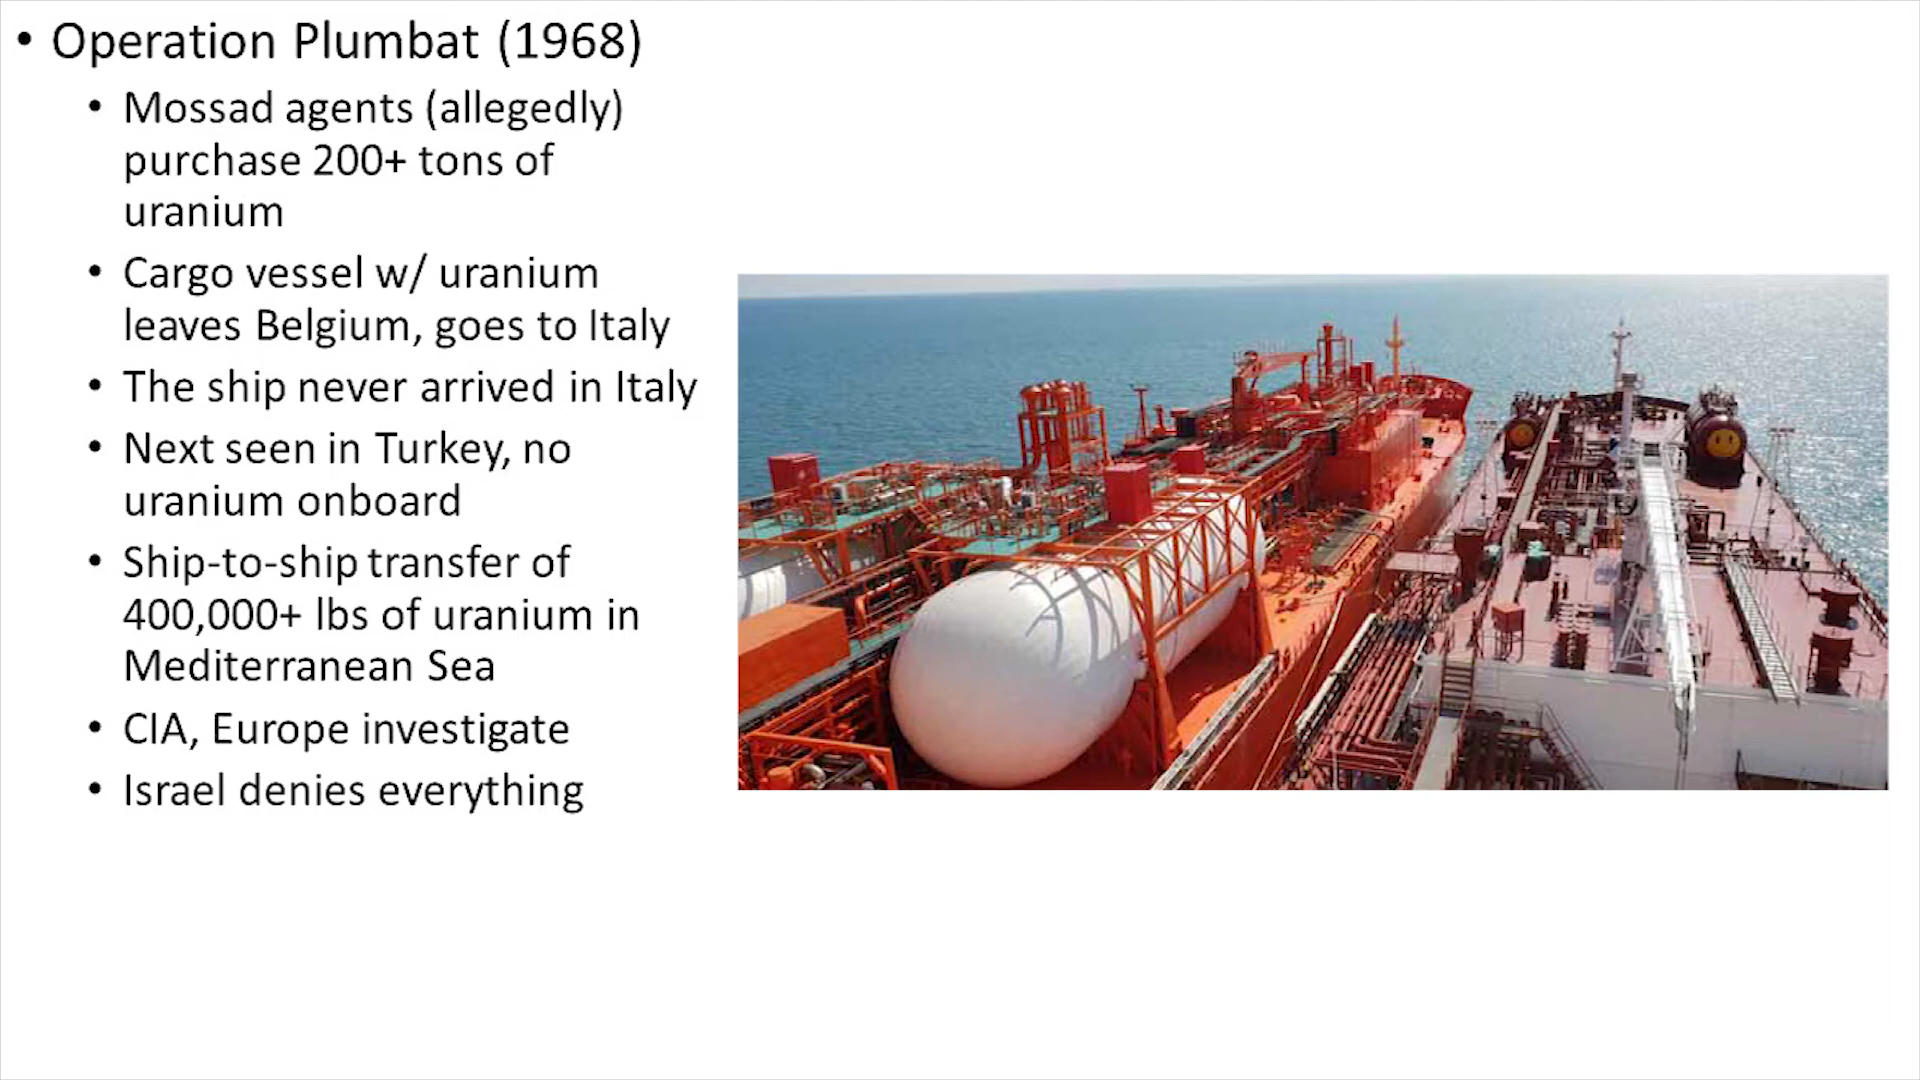 • Operation Plumbat (1968)
• Mossad agents (allegedly)
purchase 200+ tons of
uranium
• Cargo vessel w/ uranium
leaves Belgium, goes to Italy
• The ship never arrived in Italy
• Next seen in Turkey, no
uranium onboard
• Ship-to-ship transfer of
400,000+ lbs of uranium in
Mediterranean Sea
• CIA, Europe investigate
• Israel denies everything